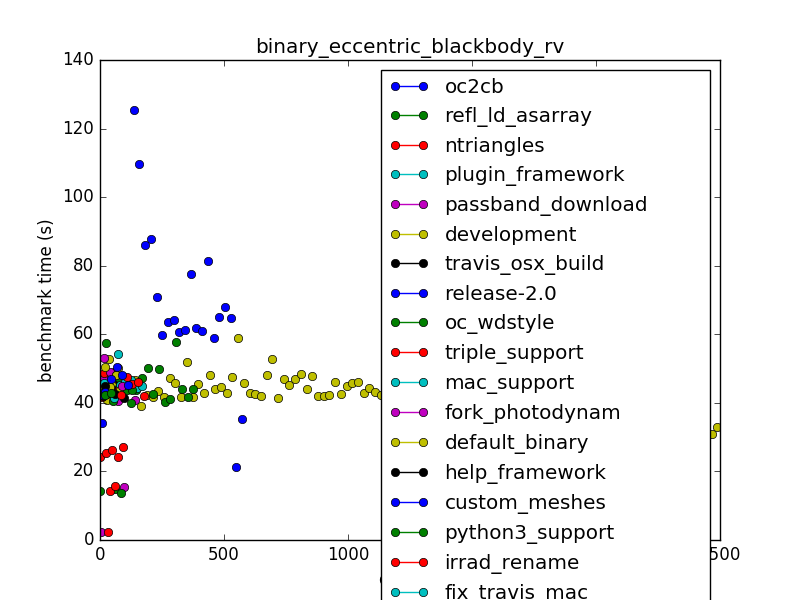 binary_eccentric_blackbody_rv
140
120
100
80
60
40
20
0
benchmark time (s)
0
500
1000
500
oc2cb
refl_ld_asarray
ntriangles
plugin_framework
passband_download
development
travis_osx_build
release-2.0
oc_wdstyle
triple_support
mac_support
fork_photodynam
default_binary
help_framework
custom_meshes
python3_support
irrad_rename
fix_travis_mac